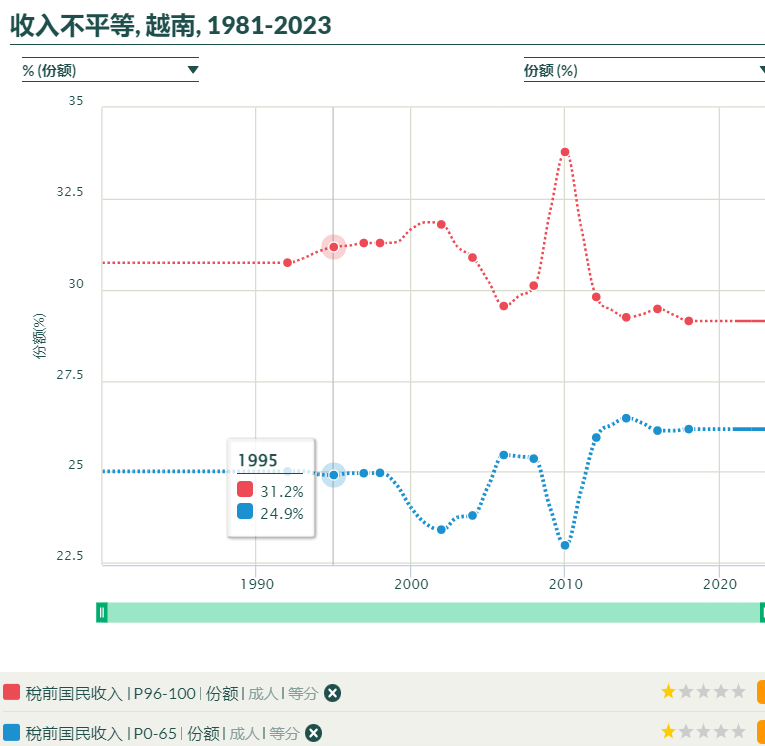 收入不平等, 越南, 1981-2023
% (份额) 份额 (%)
35
32.5
30
27.5
25
22.5
份额(%)
1995
31.2%
24.9%
1990 2000 2010 2020
稅前国民收入 | P96-100 | 份额 | 成人 | 等分
稅前国民收入 | P0-65 | 份额 | 成人 | 等分